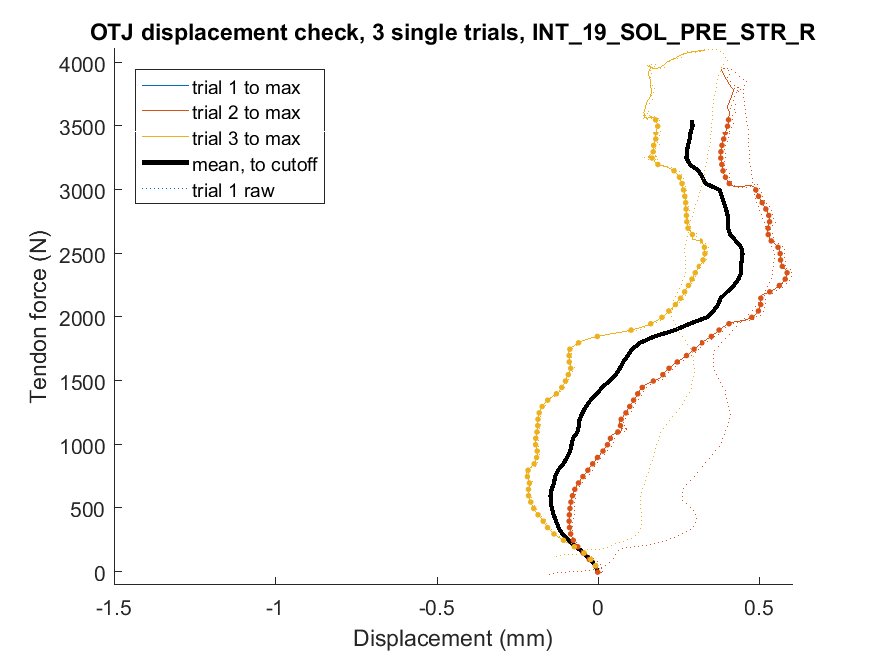 OTJ displacement check, 3 single trials, INT_19_SOL_PRE_STR_R
4000
3500
3000
2500
2000
1500
1000
500
0
Tendon force (N)
trial 1 to max
trial 2 to max
trial 3 to max
mean, to cutoff
trial 1 raw
-1.5
-1
-0.5
0
0.5
Displacement (mm)